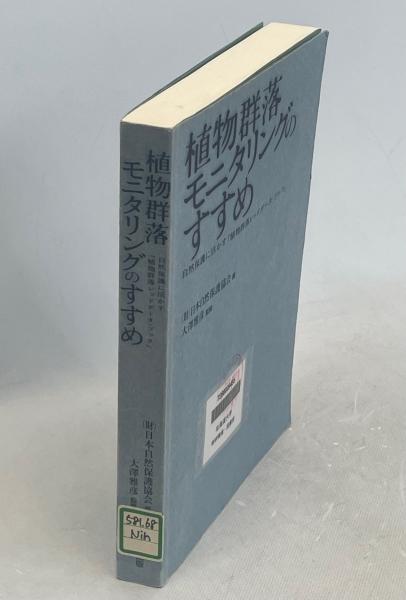 植物群落
モニタリングの
すすめ
自然保護に活かす『植物群落レッドデータ・ブック』
(財)日本自然保護協会 編
大澤雅彦 監修
植物群落
モニタリングのすすめ
自然保護に活かす
『植物群落レッドデータ・ブック』
(財)日本自然保護協会 編
大澤雅彦 監修
581.68
Nih